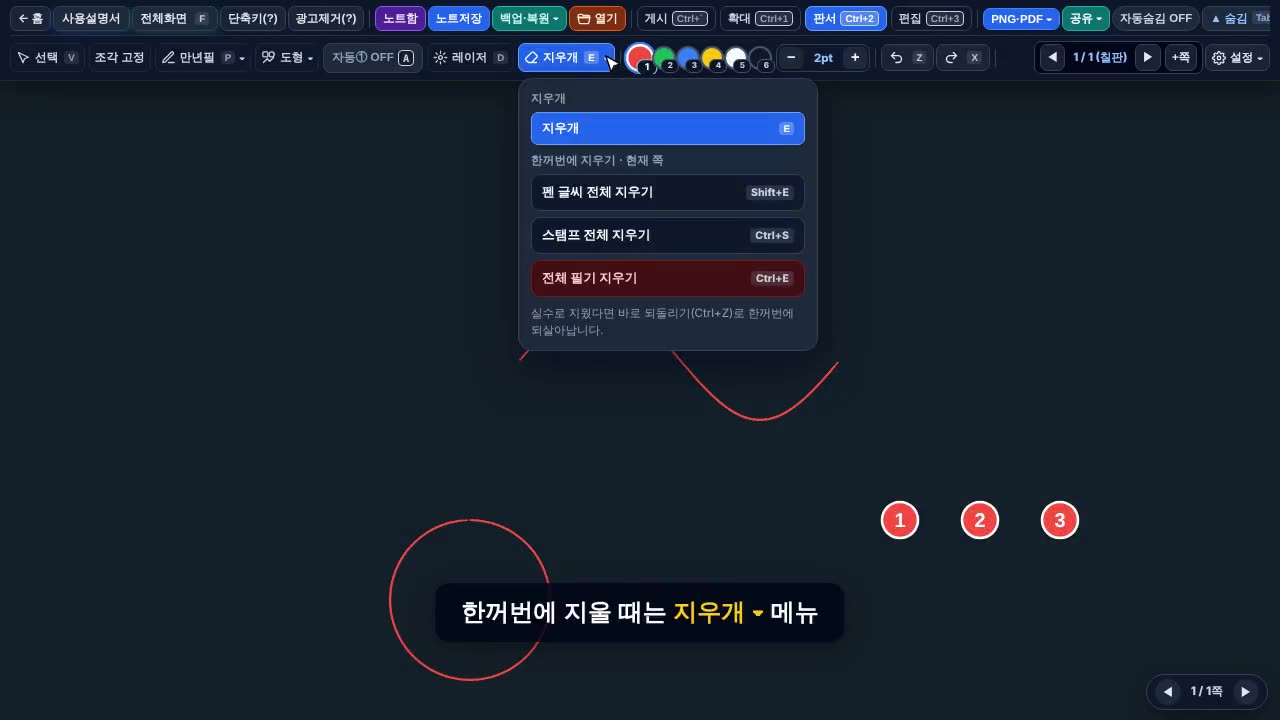 ← 홈 사용설명서 전체화면 F 단축키(?) 광고제거(?) 노트함 노트저장 백업·복원 열기 게시 Ctrl+` 확대 Ctrl+1 판서 Ctrl+2 편집 Ctrl+3 PNG·PDF 공유 자동숨김 OFF ▲ 숨김 Tab
선택 V 조각 고정 만년필 P 도형 자동① OFF A 레이저 D 지우개 E 1 2 3 4 5 6 − 2pt + Z X ◀ 1 / 1 (칠판) ▶ +쪽 설정
지우개
지우개 E
한꺼번에 지우기 · 현재 쪽
펜 글씨 전체 지우기 Shift+E
스탬프 전체 지우기 Ctrl+S
전체 필기 지우기 Ctrl+E
실수로 지웠다면 바로 되돌리기(Ctrl+Z)로 한꺼번에
되살아납니다.
1 2 3
한꺼번에 지울 때는 지우개 메뉴
◀ 1 / 1쪽 ▶